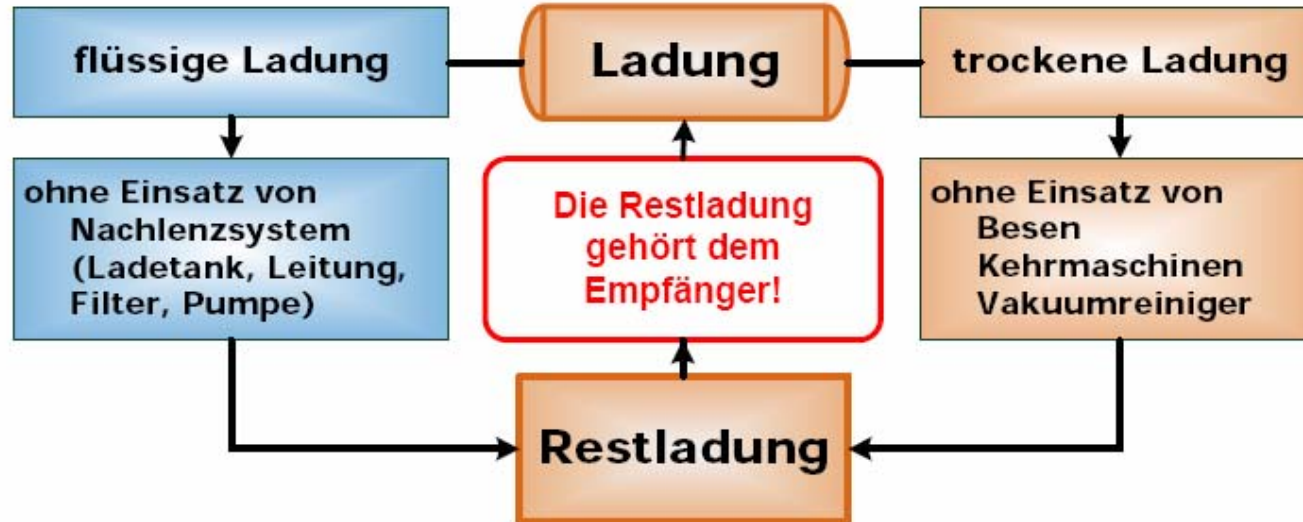 flüssige Ladung
Ladung
trockene Ladung
ohne Einsatz von
Nachlenzsystem
(Ladetank, Leitung,
Filter, Pumpe)
Die Restladung
gehört dem
Empfänger!
ohne Einsatz von
Besen
Kehrmaschinen
Vakuumreiniger
Restladung